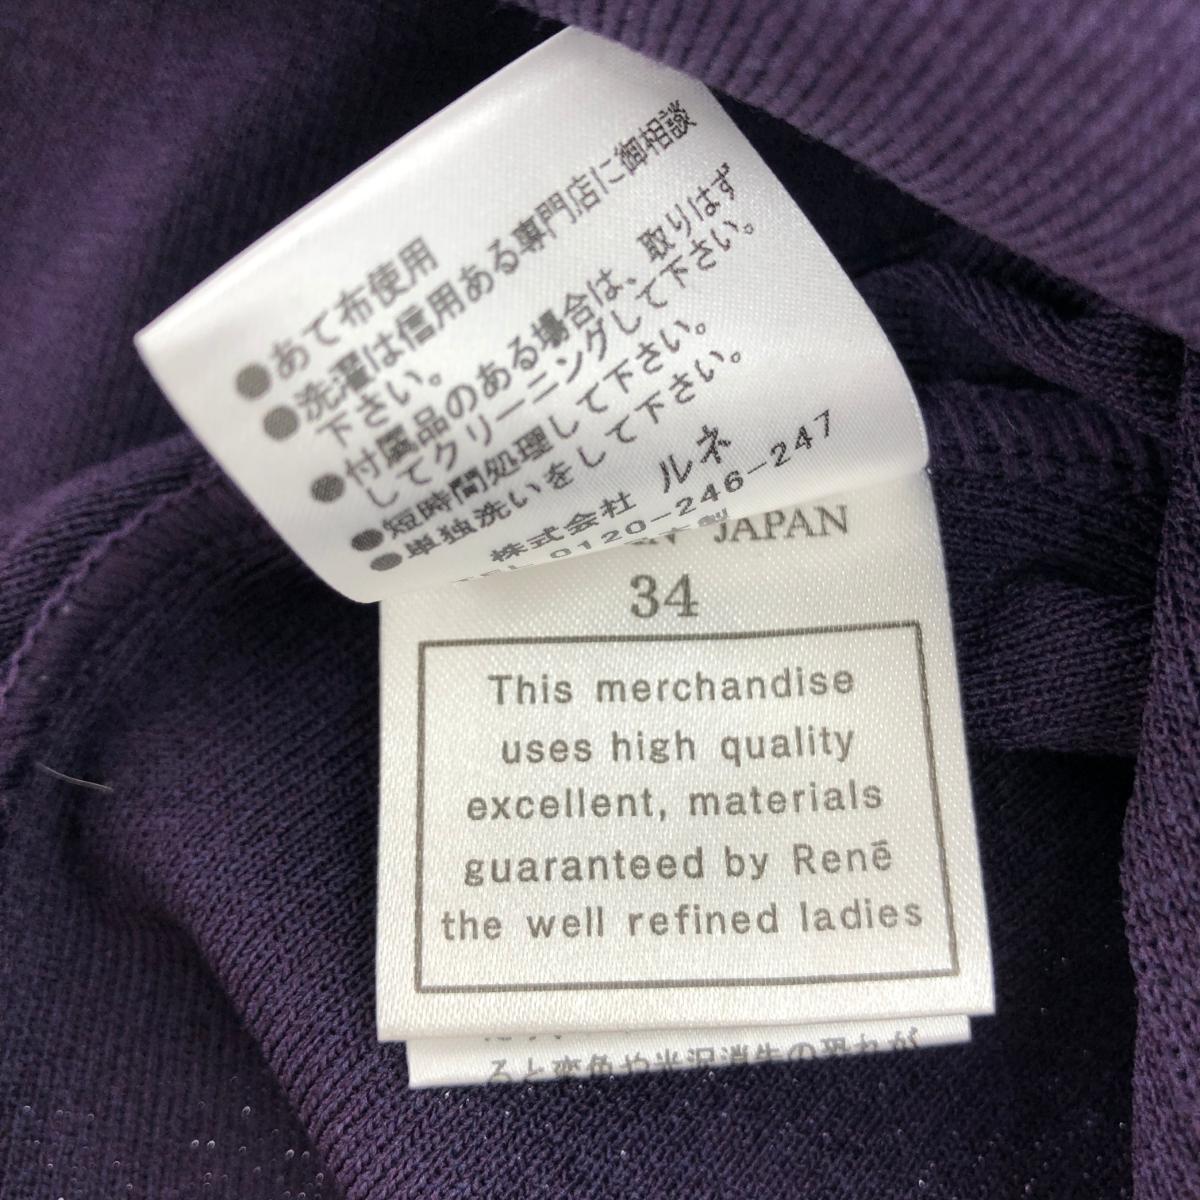 ●あて布使用
●洗濯は信用ある専門店に御相談
下さい。
●付属品のある場合は、取りはず
してクリーニングして下さい。
●短時間処理して下さい。
●単独洗いをして下さい。
株式会社 ルネ
TEL 0120-246-247
JAPAN
34
This merchandise
uses high quality
excellent, materials
guaranteed by Renē
the well refined ladies
ると変色や光沢消失の恐れが